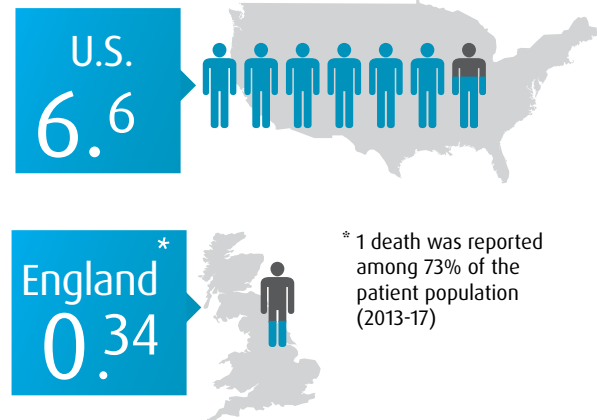 U.S.
6.6
England*
0.34
* 1 death was reported
among 73% of the
patient population
(2013-17)